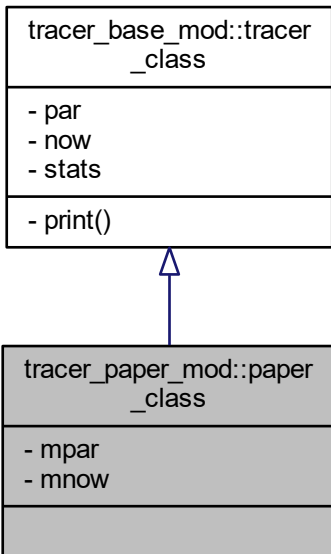 tracer_base_mod::tracer
_class
- par
- now
- stats
- print()
tracer_paper_mod::paper
_class
- mpar
- mnow